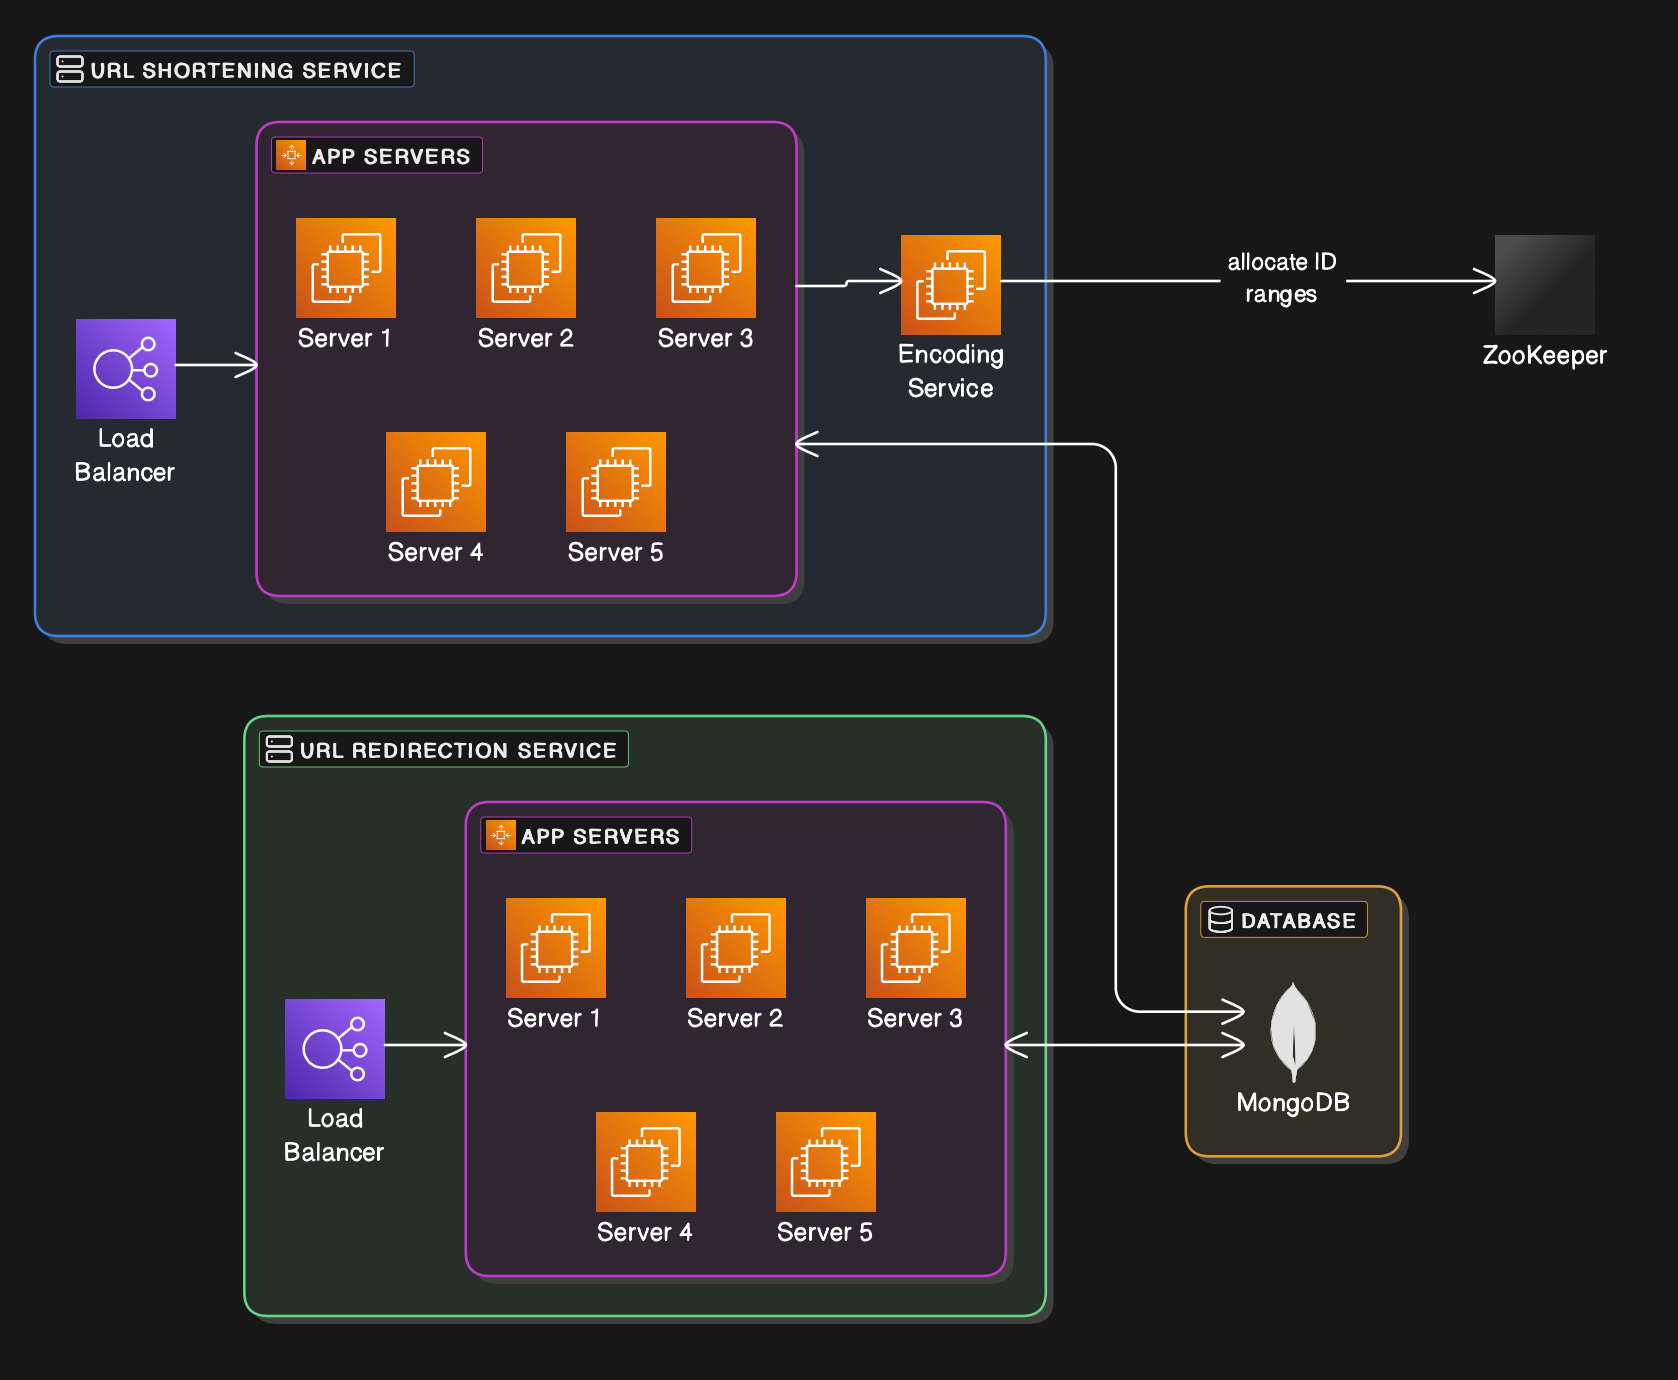 URL SHORTENING SERVICE
APP SERVERS
Server 1
Server 2
Server 3
Load
Balancer
Encoding
Service
allocate ID
ranges
ZooKeeper
Server 4
Server 5
URL REDIRECTION SERVICE
APP SERVERS
Server 1
Server 2
Server 3
Load
Balancer
Server 4
Server 5
DATABASE
MongoDB